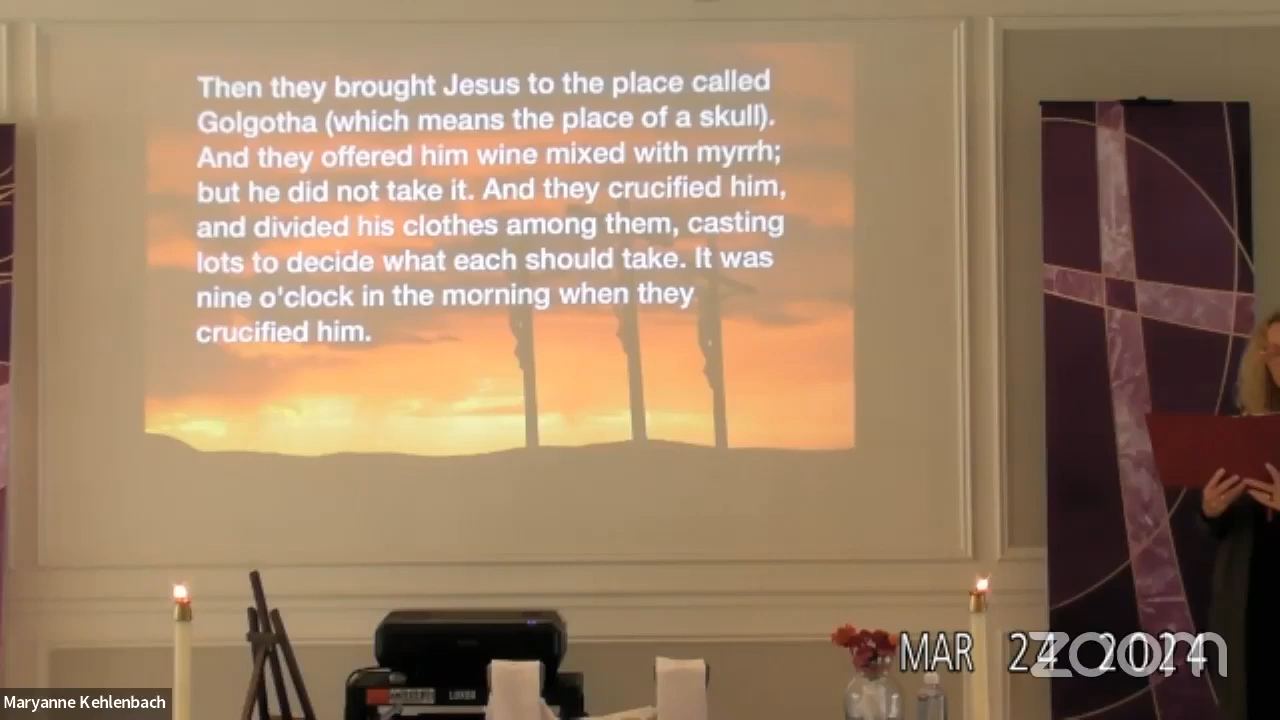 Then they brought Jesus to the place called
Golgotha (which means the place of a skull).
And they offered him wine mixed with myrrh;
but he did not take it. And they crucified him,
and divided his clothes among them, casting
lots to decide what each should take. It was
nine o'clock in the morning when they
crucified him.
MAR 24 2024
zoom
Maryanne Kehlenbach